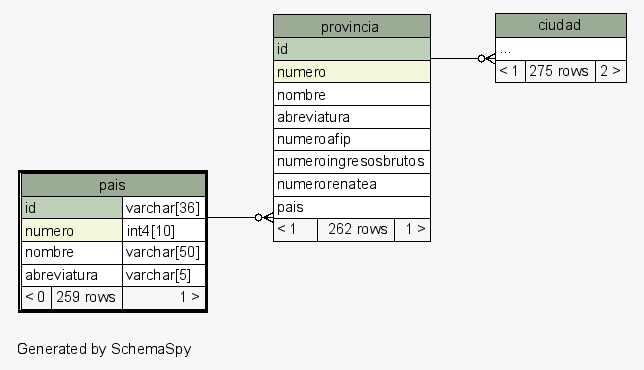 pais
id varchar[36]
numero int4[10]
nombre varchar[50]
abreviatura varchar[5]
< 0 259 rows 1 >
provincia
id
numero
nombre
abreviatura
numeroafip
numeroingresosbrutos
numerorenatea
pais
< 1 262 rows 1 >
ciudad
...
< 1 275 rows 2 >
Generated by SchemaSpy